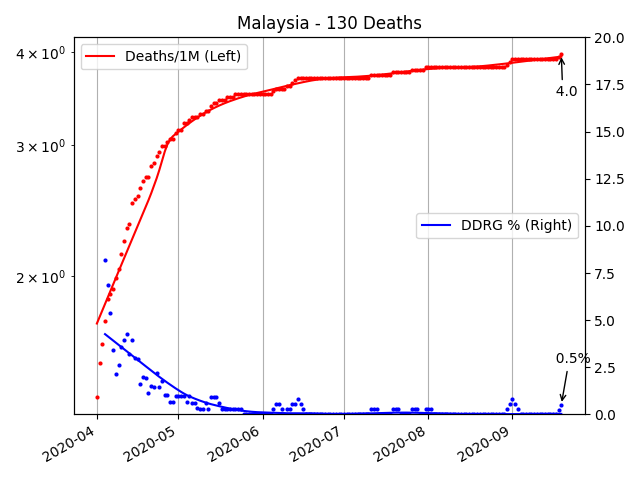 Malaysia - 130 Deaths
Deaths/1M (Left)
DDRG % (Right)
4.0
0.5%
4 × 10⁰
3 × 10⁰
2 × 10⁰
20.0
17.5
15.0
12.5
10.0
7.5
5.0
2.5
0.0
2020-04
2020-05
2020-06
2020-07
2020-08
2020-09